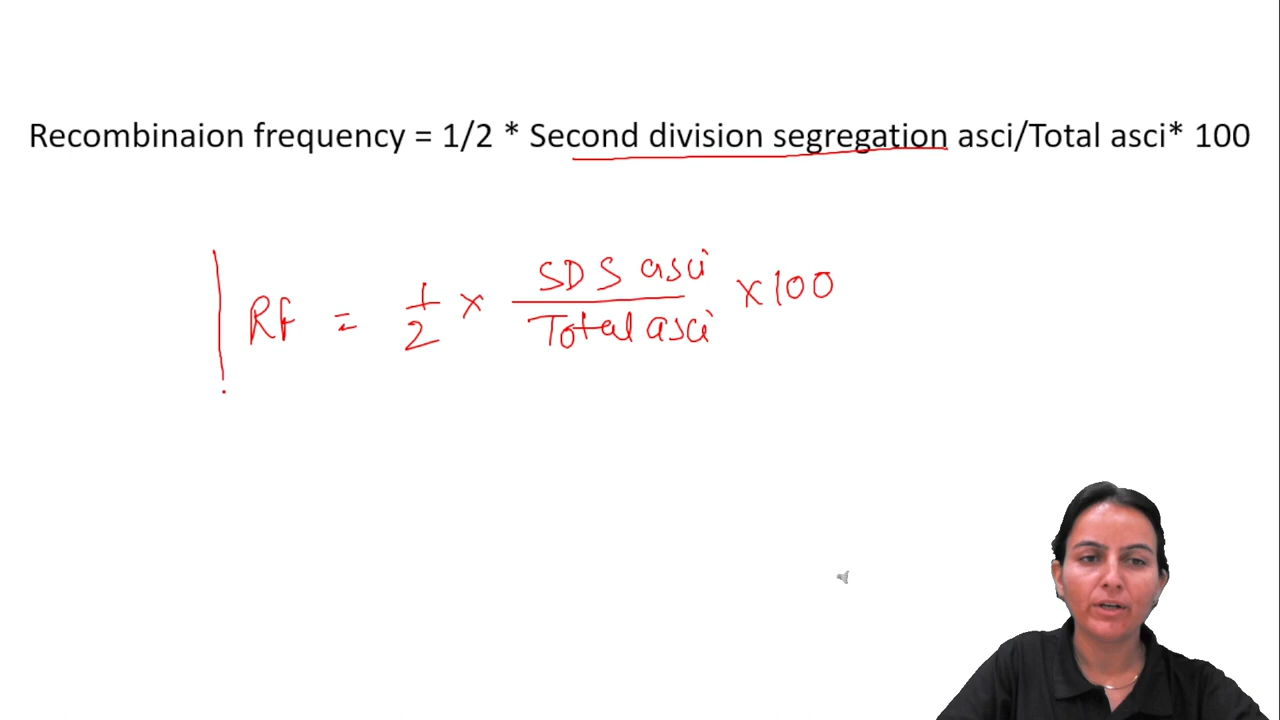 Recombinaion frequency = 1/2 * Second division segregation asci/Total asci* 100
Rf = 1/2 × SDS asci/Total asci × 100